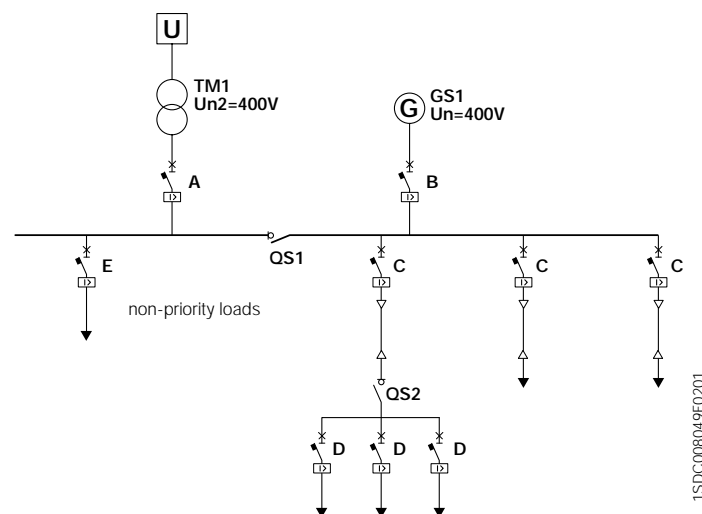 U
TM1
Un2=400V
G
GS1
Un=400V
A
B
E
QS1
C
C
C
non-priority loads
QS2
D
D
D
1SDC008049F0201